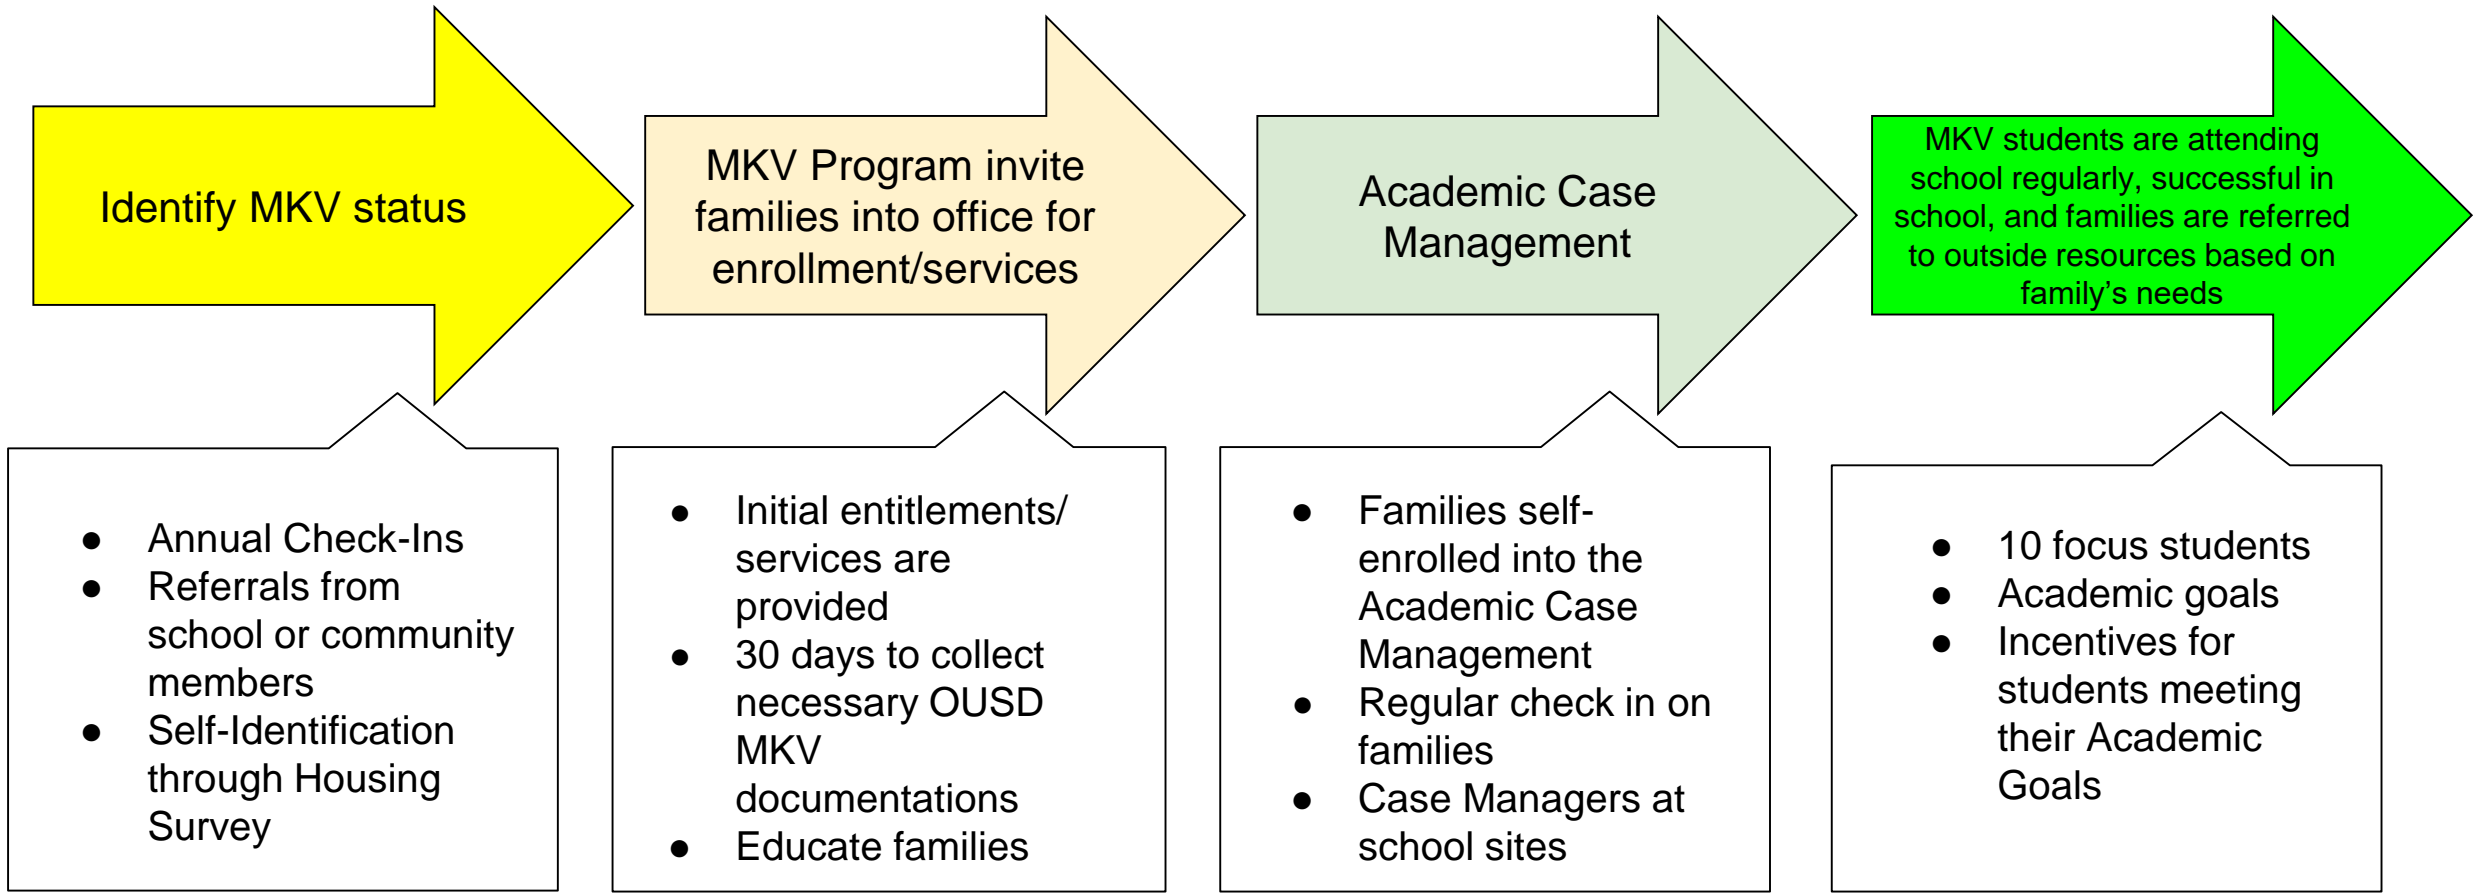 Identify MKV status
MKV Program invite
families into office for
enrollment/services
Academic Case
Management
MKV students are attending
school regularly, successful in
school, and families are referred
to outside resources based on
family’s needs
● Annual Check-Ins
● Referrals from
school or community
members
● Self-Identification
through Housing
Survey
● Initial entitlements/
services are
provided
● 30 days to collect
necessary OUSD
MKV
documentations
● Educate families
● Families self-
enrolled into the
Academic Case
Management
● Regular check in on
families
● Case Managers at
school sites
● 10 focus students
● Academic goals
● Incentives for
students meeting
their Academic
Goals